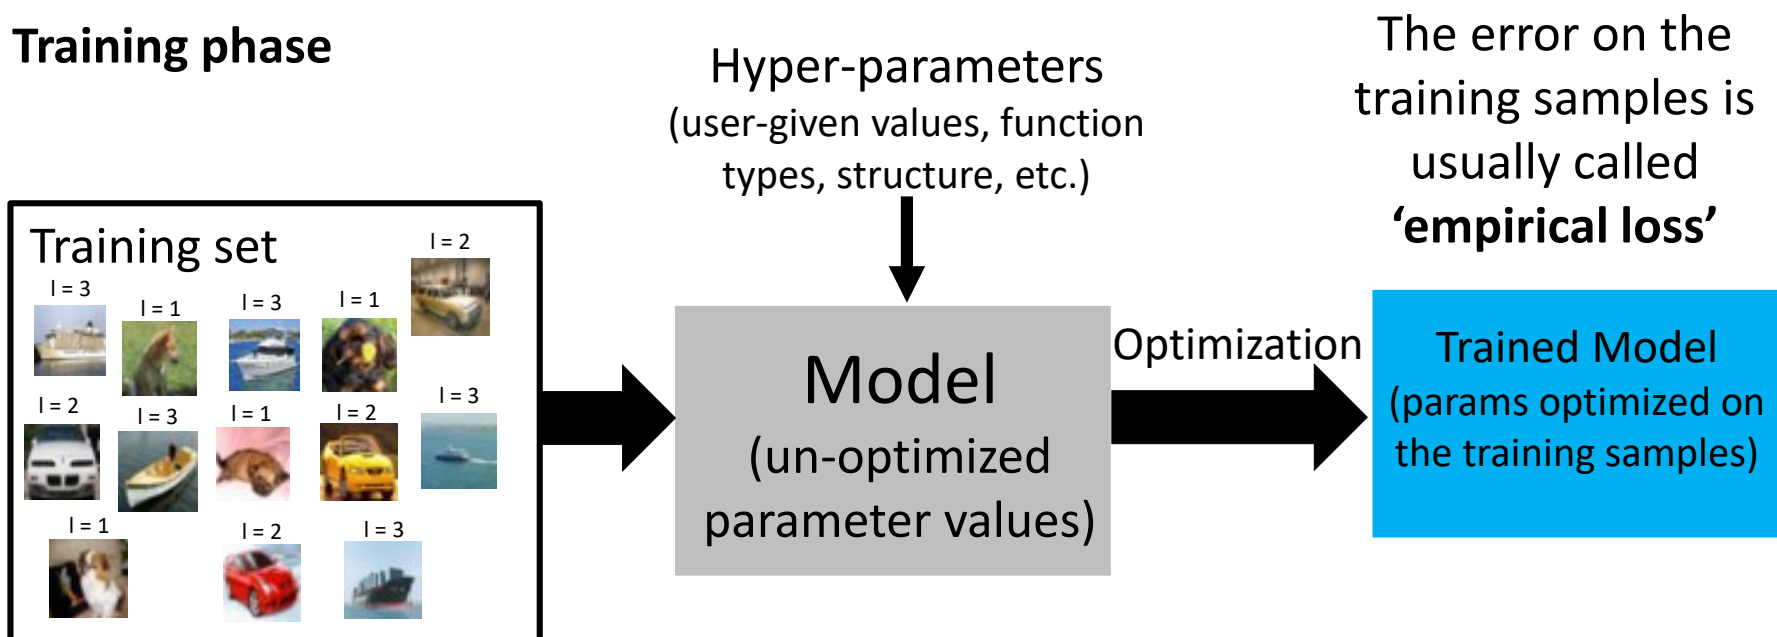 Training phase
Hyper-parameters
(user-given values, function
types, structure, etc.)
The error on the
training samples is
usually called
‘empirical loss’
Training set
l = 2
l = 3
l = 1
l = 3
l = 1
l = 2
l = 3
l = 1
l = 2
l = 3
l = 1
l = 2
l = 3
Model
(un-optimized
parameter values)
Optimization
Trained Model
(params optimized on
the training samples)